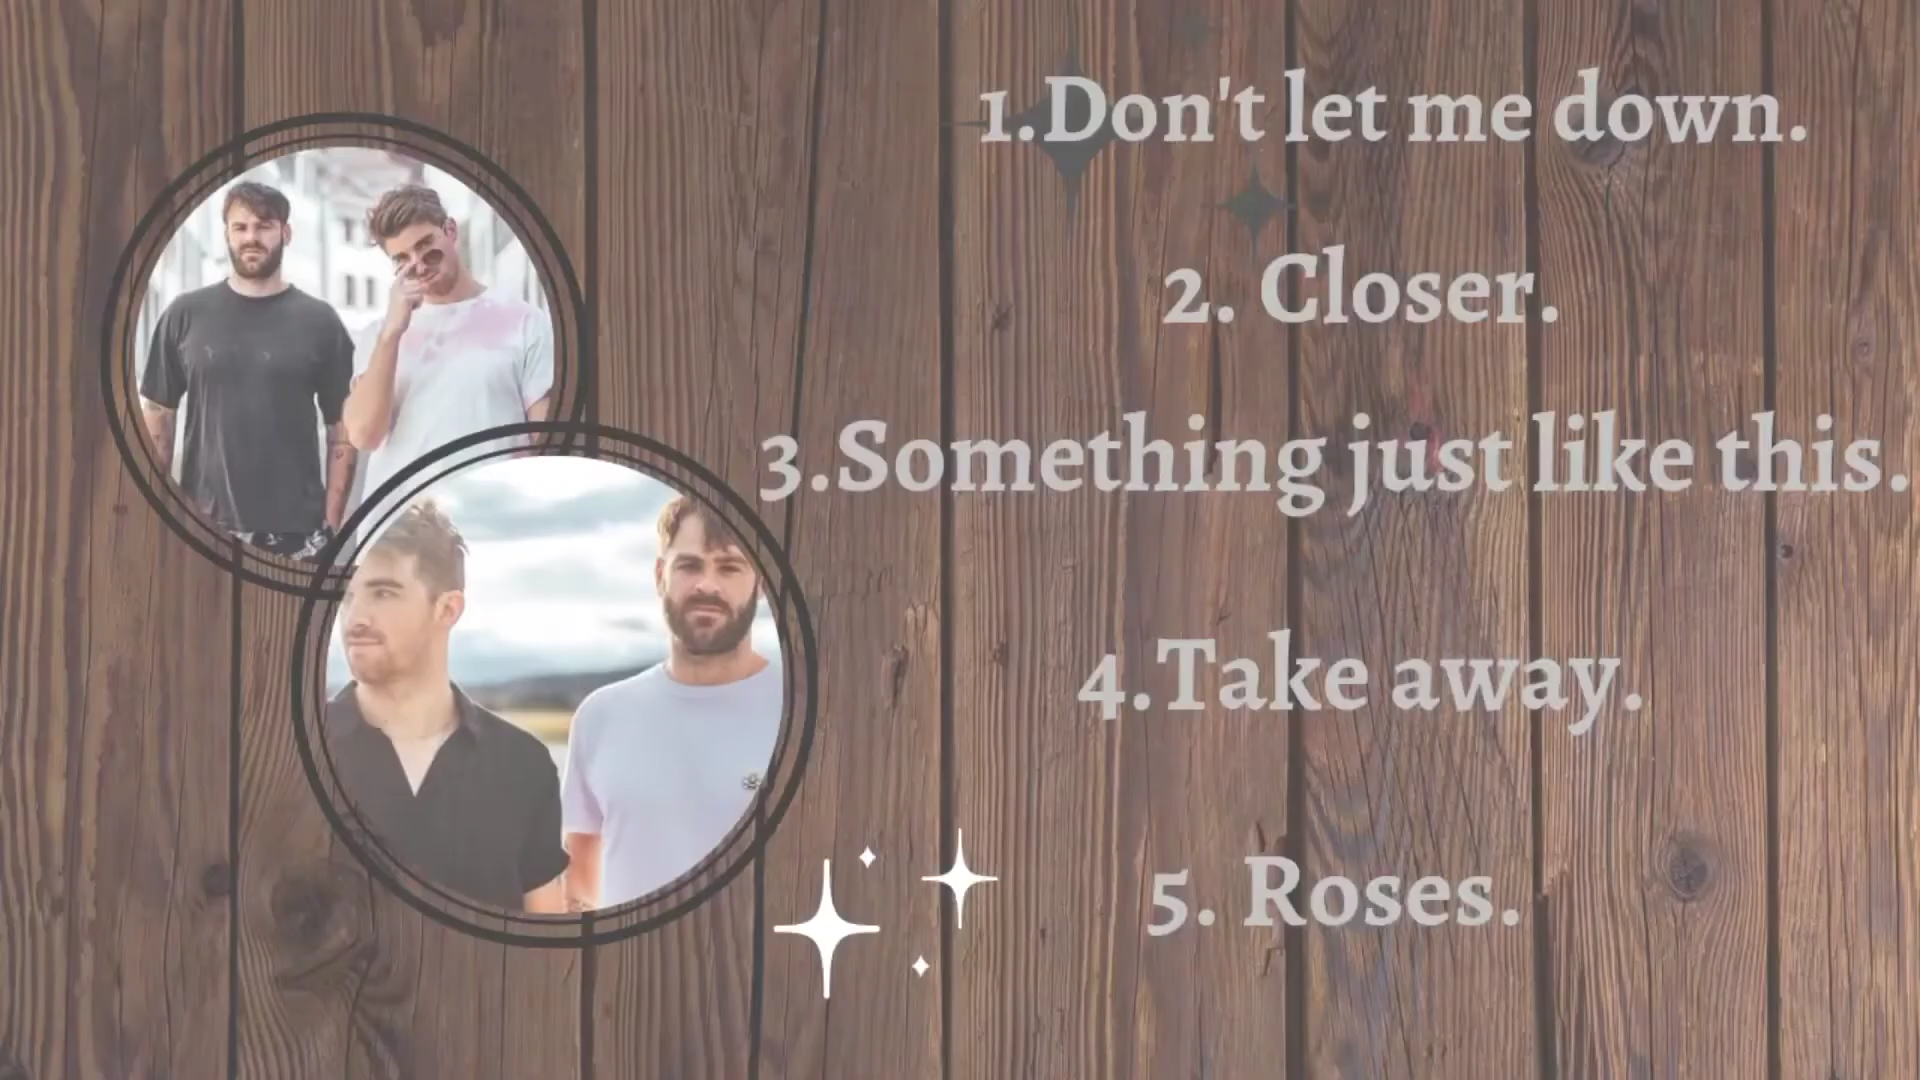 1.Don't let me down.
2. Closer.
3.Something just like this.
4.Take away.
5. Roses.